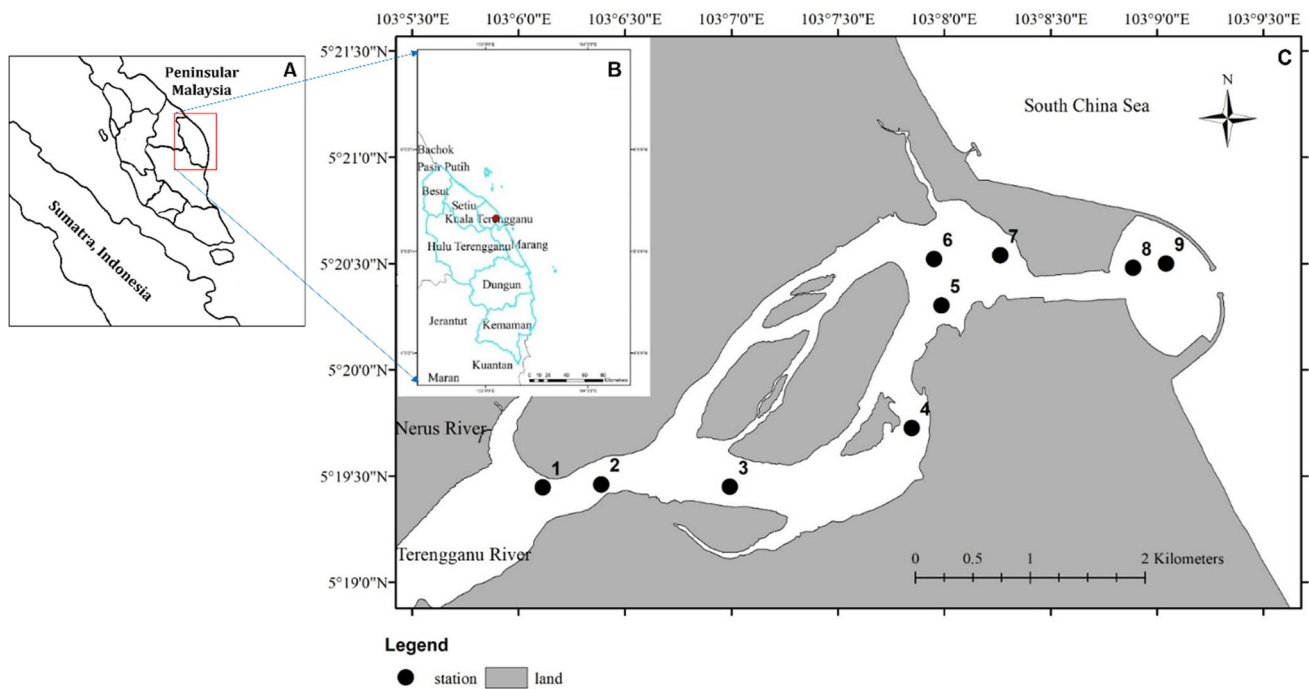 A
Peninsular
Malaysia
Sumatra, Indonesia
B
Bachok
Pasir Putih
Besut
Setiu
Kuala Terengganu
Hulu Terengganu
Marang
Dungun
Jerantut
Kemaman
Kuantan
Maran
103°5'30"E 103°6'0"E 103°6'30"E 103°7'0"E 103°7'30"E 103°8'0"E 103°8'30"E 103°9'0"E 103°9'30"E
5°21'30"N
5°21'0"N
5°20'30"N
5°20'0"N
5°19'30"N
5°19'0"N
C
South China Sea
N
6
7
8
9
5
4
Nerus River
1
2
3
Terengganu River
0 0.5 1 2 Kilometers
Legend
station land